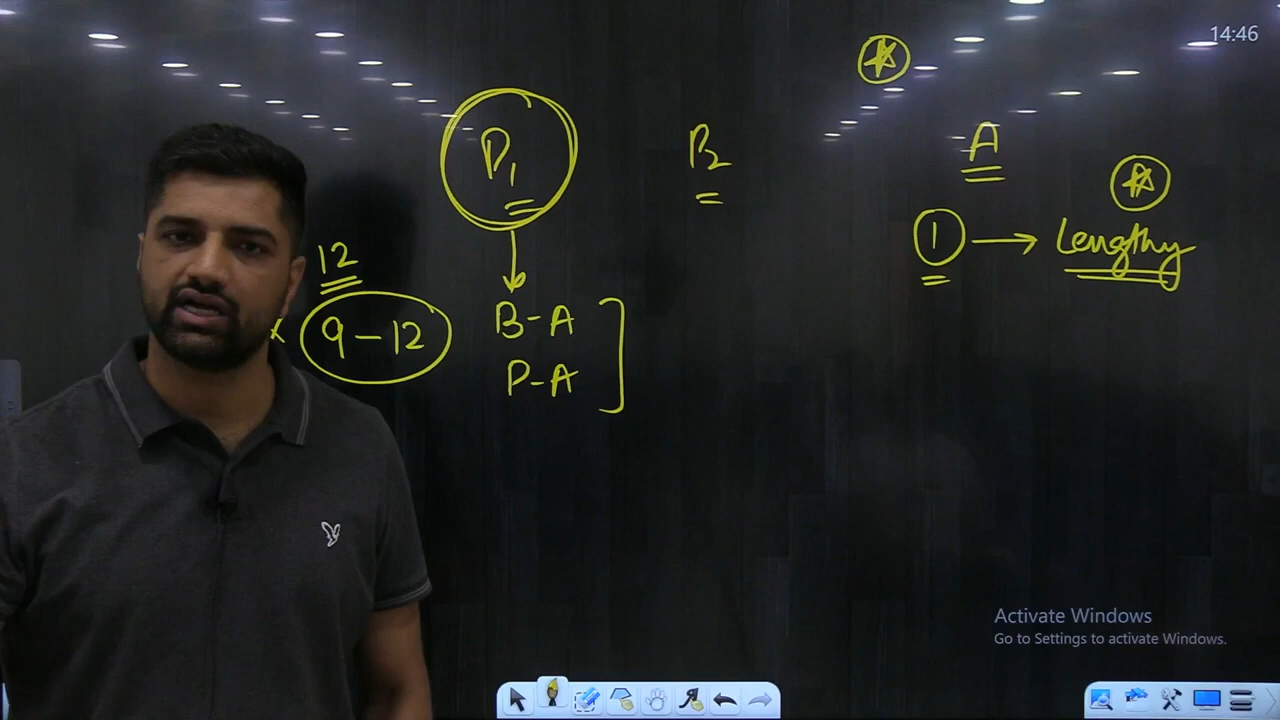 14:46
P1 P2 A
1 → Lengthy
12
9-12
B-A
P-A
Activate Windows
Go to Settings to activate Windows.